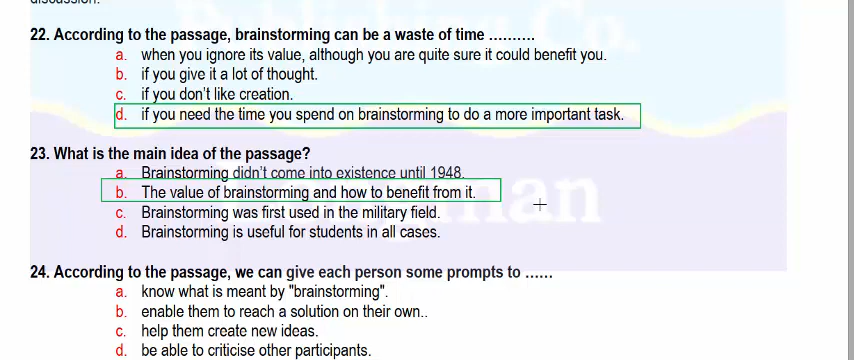 22. According to the passage, brainstorming can be a waste of time ..........
a. when you ignore its value, although you are quite sure it could benefit you.
b. if you give it a lot of thought.
c. if you don't like creation.
d. if you need the time you spend on brainstorming to do a more important task.
23. What is the main idea of the passage?
a. Brainstorming didn't come into existence until 1948.
b. The value of brainstorming and how to benefit from it.
c. Brainstorming was first used in the military field.
d. Brainstorming is useful for students in all cases.
24. According to the passage, we can give each person some prompts to ......
a. know what is meant by "brainstorming".
b. enable them to reach a solution on their own..
c. help them create new ideas.
d. be able to criticise other participants.